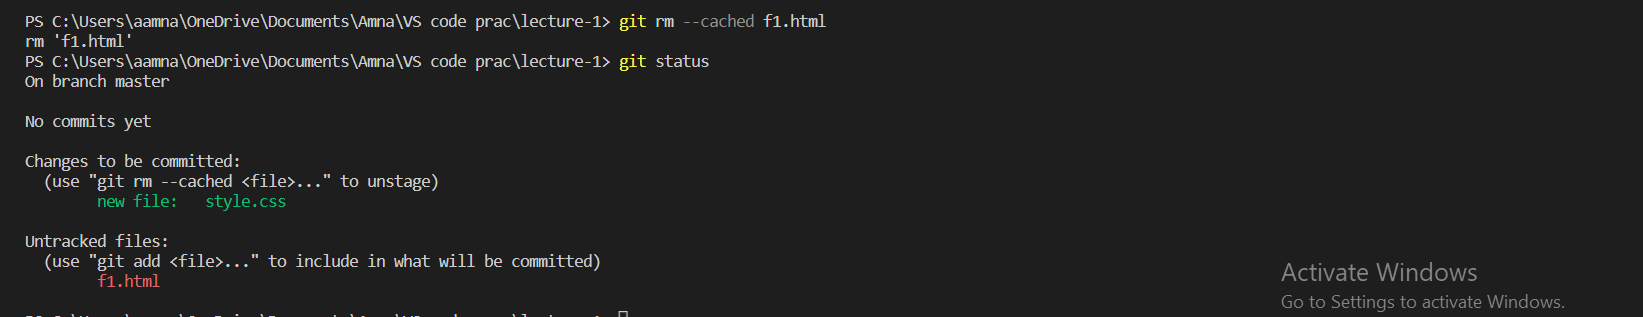 PS C:\Users\aamna\OneDrive\Documents\Amna\VS code prac\lecture-1> git rm --cached f1.html
rm 'f1.html'
PS C:\Users\aamna\OneDrive\Documents\Amna\VS code prac\lecture-1> git status
On branch master
No commits yet
Changes to be committed:
(use "git rm --cached <file>..." to unstage)
new file: style.css
Untracked files:
(use "git add <file>..." to include in what will be committed)
f1.html
Activate Windows
Go to Settings to activate Windows.